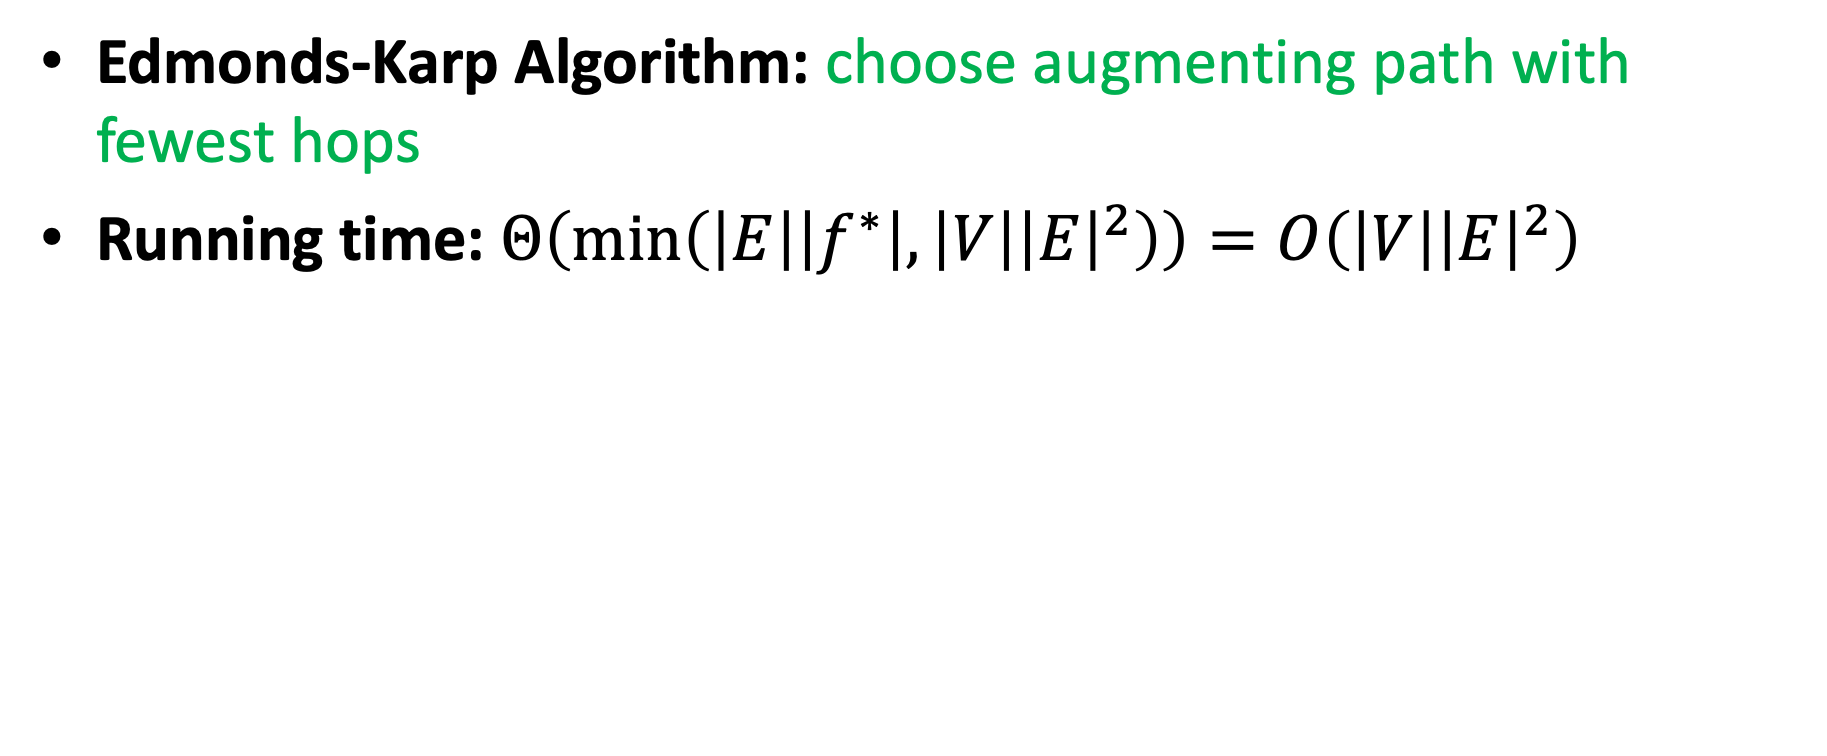 • Edmonds-Karp Algorithm: choose augmenting path with
fewest hops
• Running time: Θ(min(|E||f*|, |V||E|²)) = O(|V||E|²)